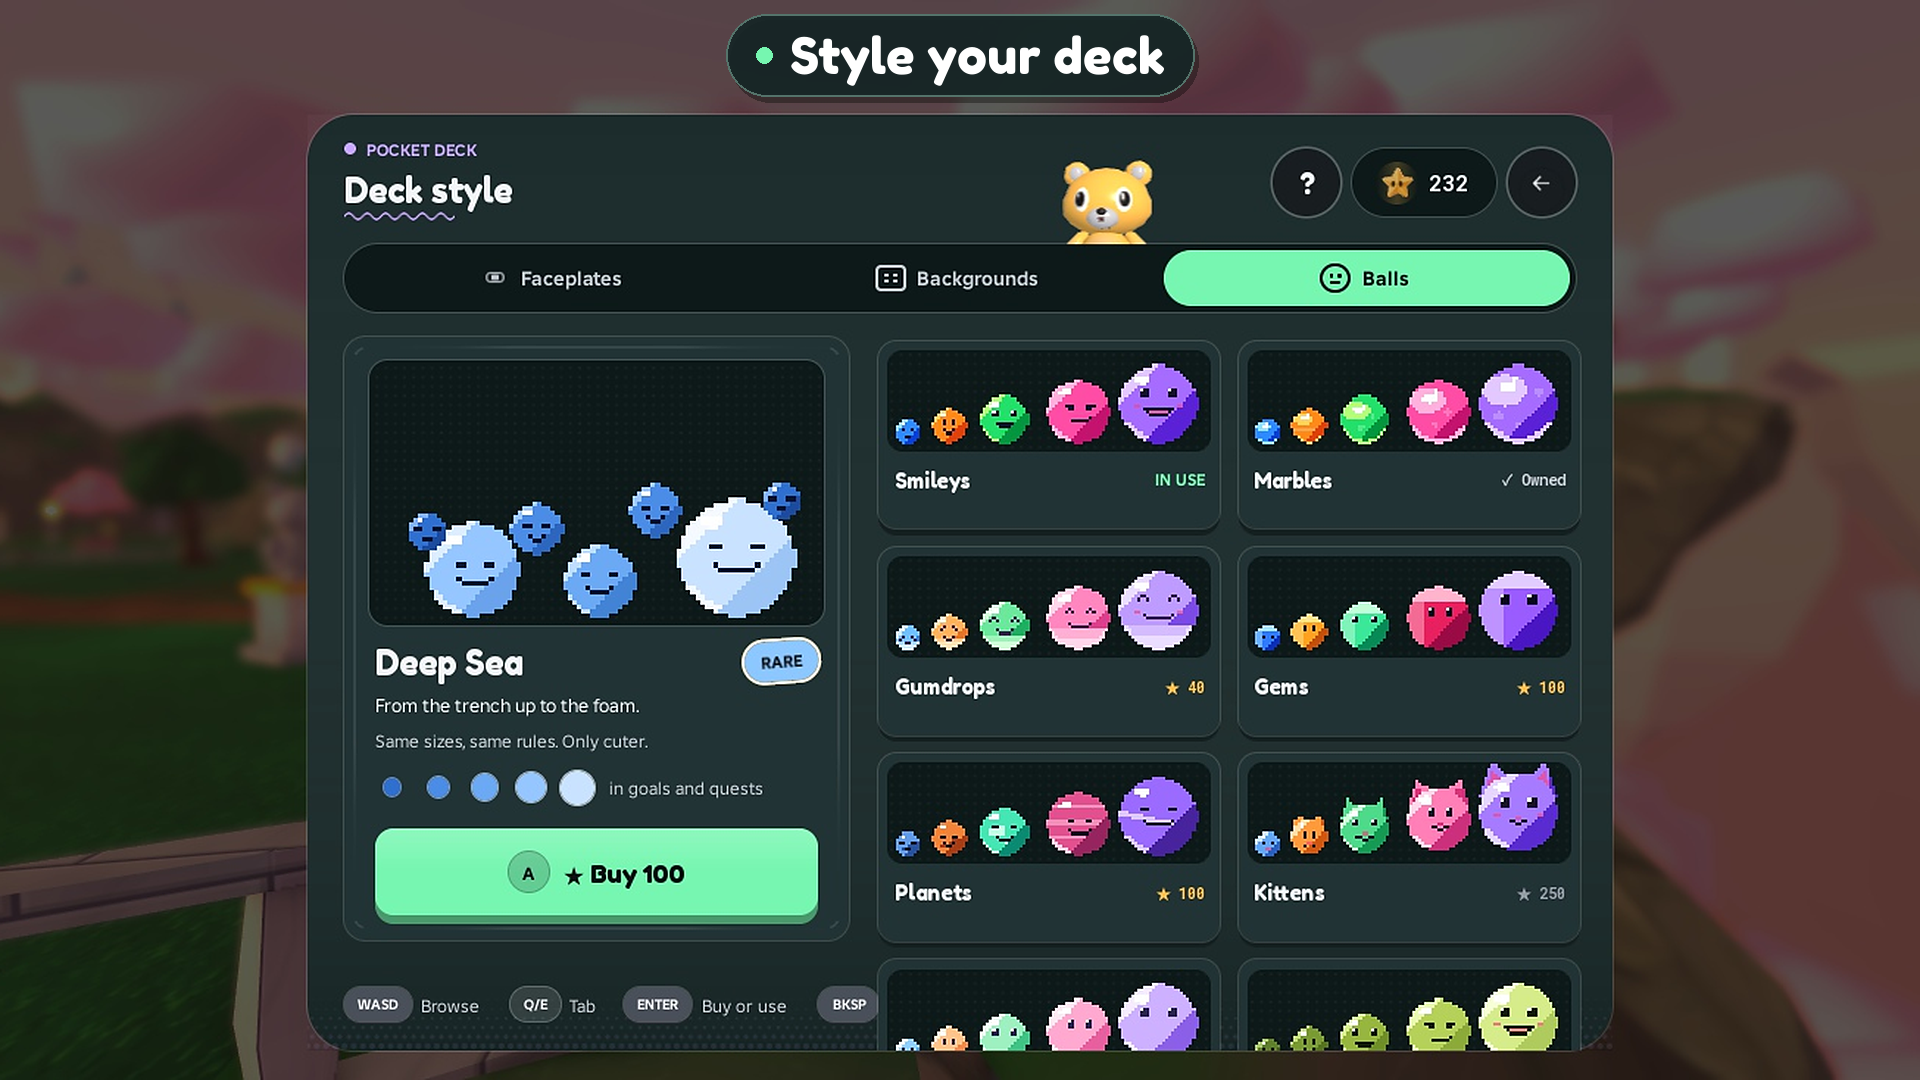 Style your deck
POCKET DECK
Deck style
?
232
Faceplates
Backgrounds
Balls
Deep Sea
RARE
From the trench up to the foam.
Same sizes, same rules. Only cuter.
in goals and quests
A ★ Buy 100
Smileys
IN USE
Marbles
✓ Owned
Gumdrops
★ 40
Gems
★ 100
Planets
★ 100
Kittens
★ 250
WASD Browse Q/E Tab ENTER Buy or use BKSP